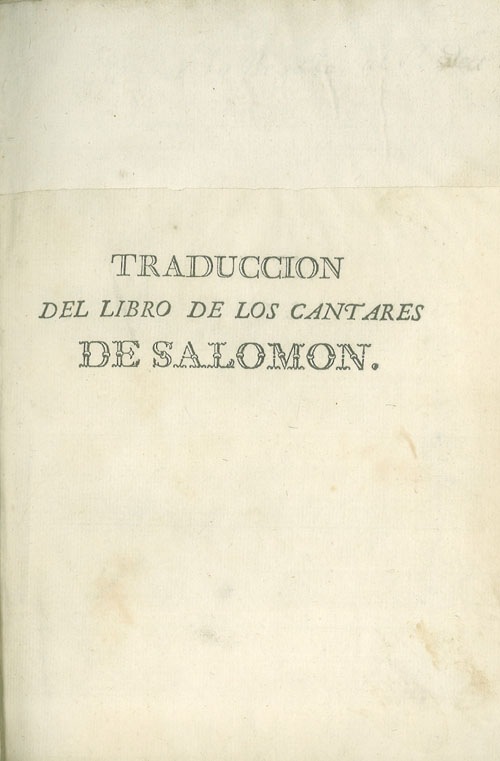 TRADUCCION
DEL LIBRO DE LOS CANTARES
DE SALOMON.